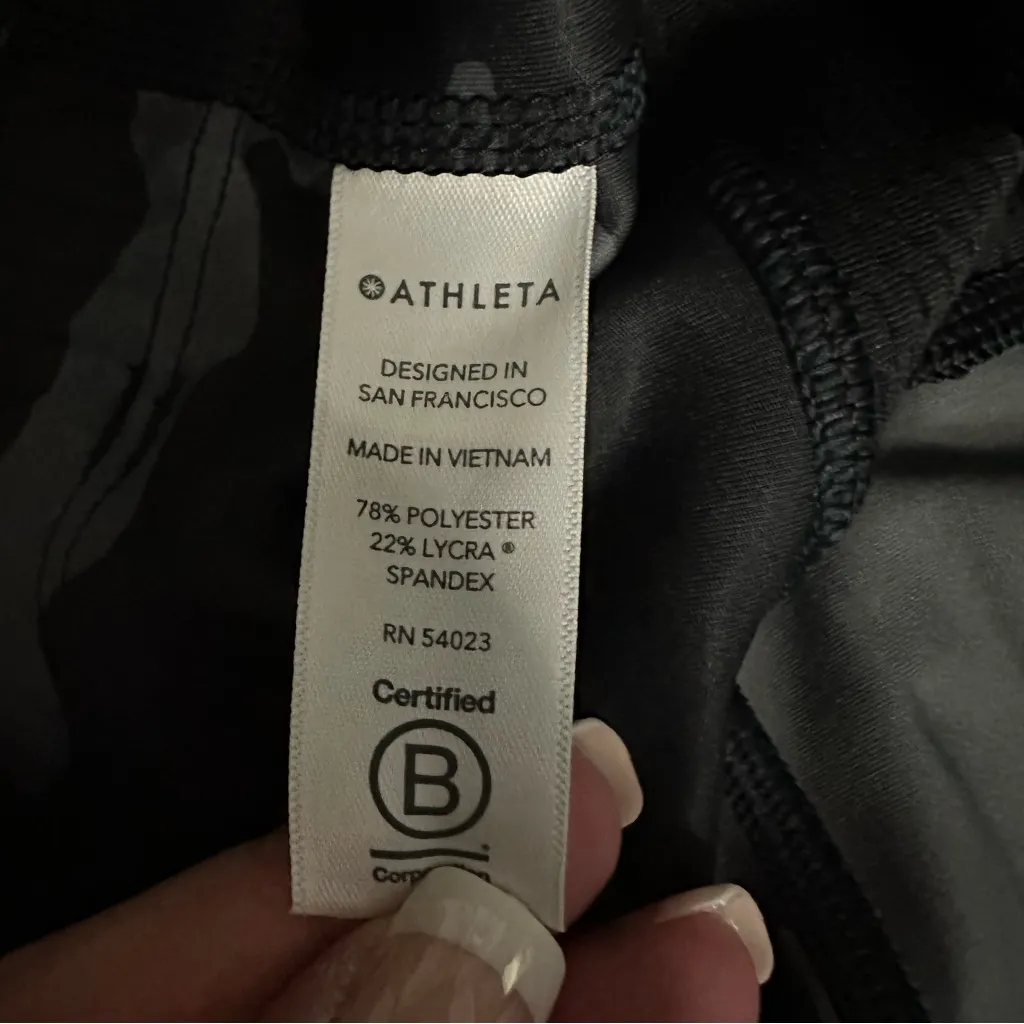 ATHLETA
DESIGNED IN
SAN FRANCISCO
MADE IN VIETNAM
78% POLYESTER
22% LYCRA ®
SPANDEX
RN 54023
Certified
B